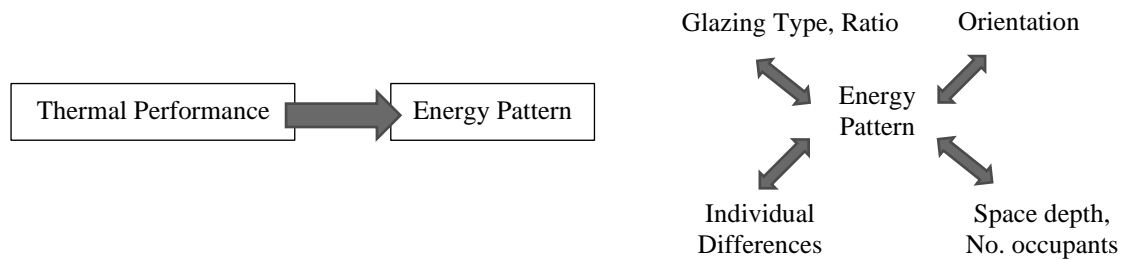 Thermal Performance
Energy Pattern
Glazing Type, Ratio
Orientation
Energy
Pattern
Individual
Differences
Space depth,
No. occupants